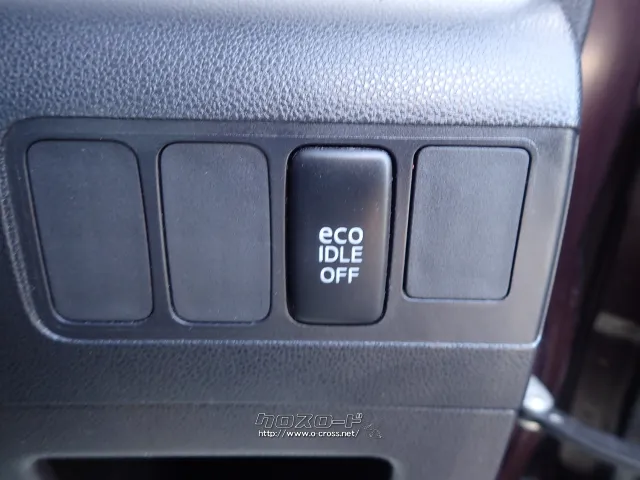 eco
IDLE
OFF
クロスロード
http://www.o-cross.net/